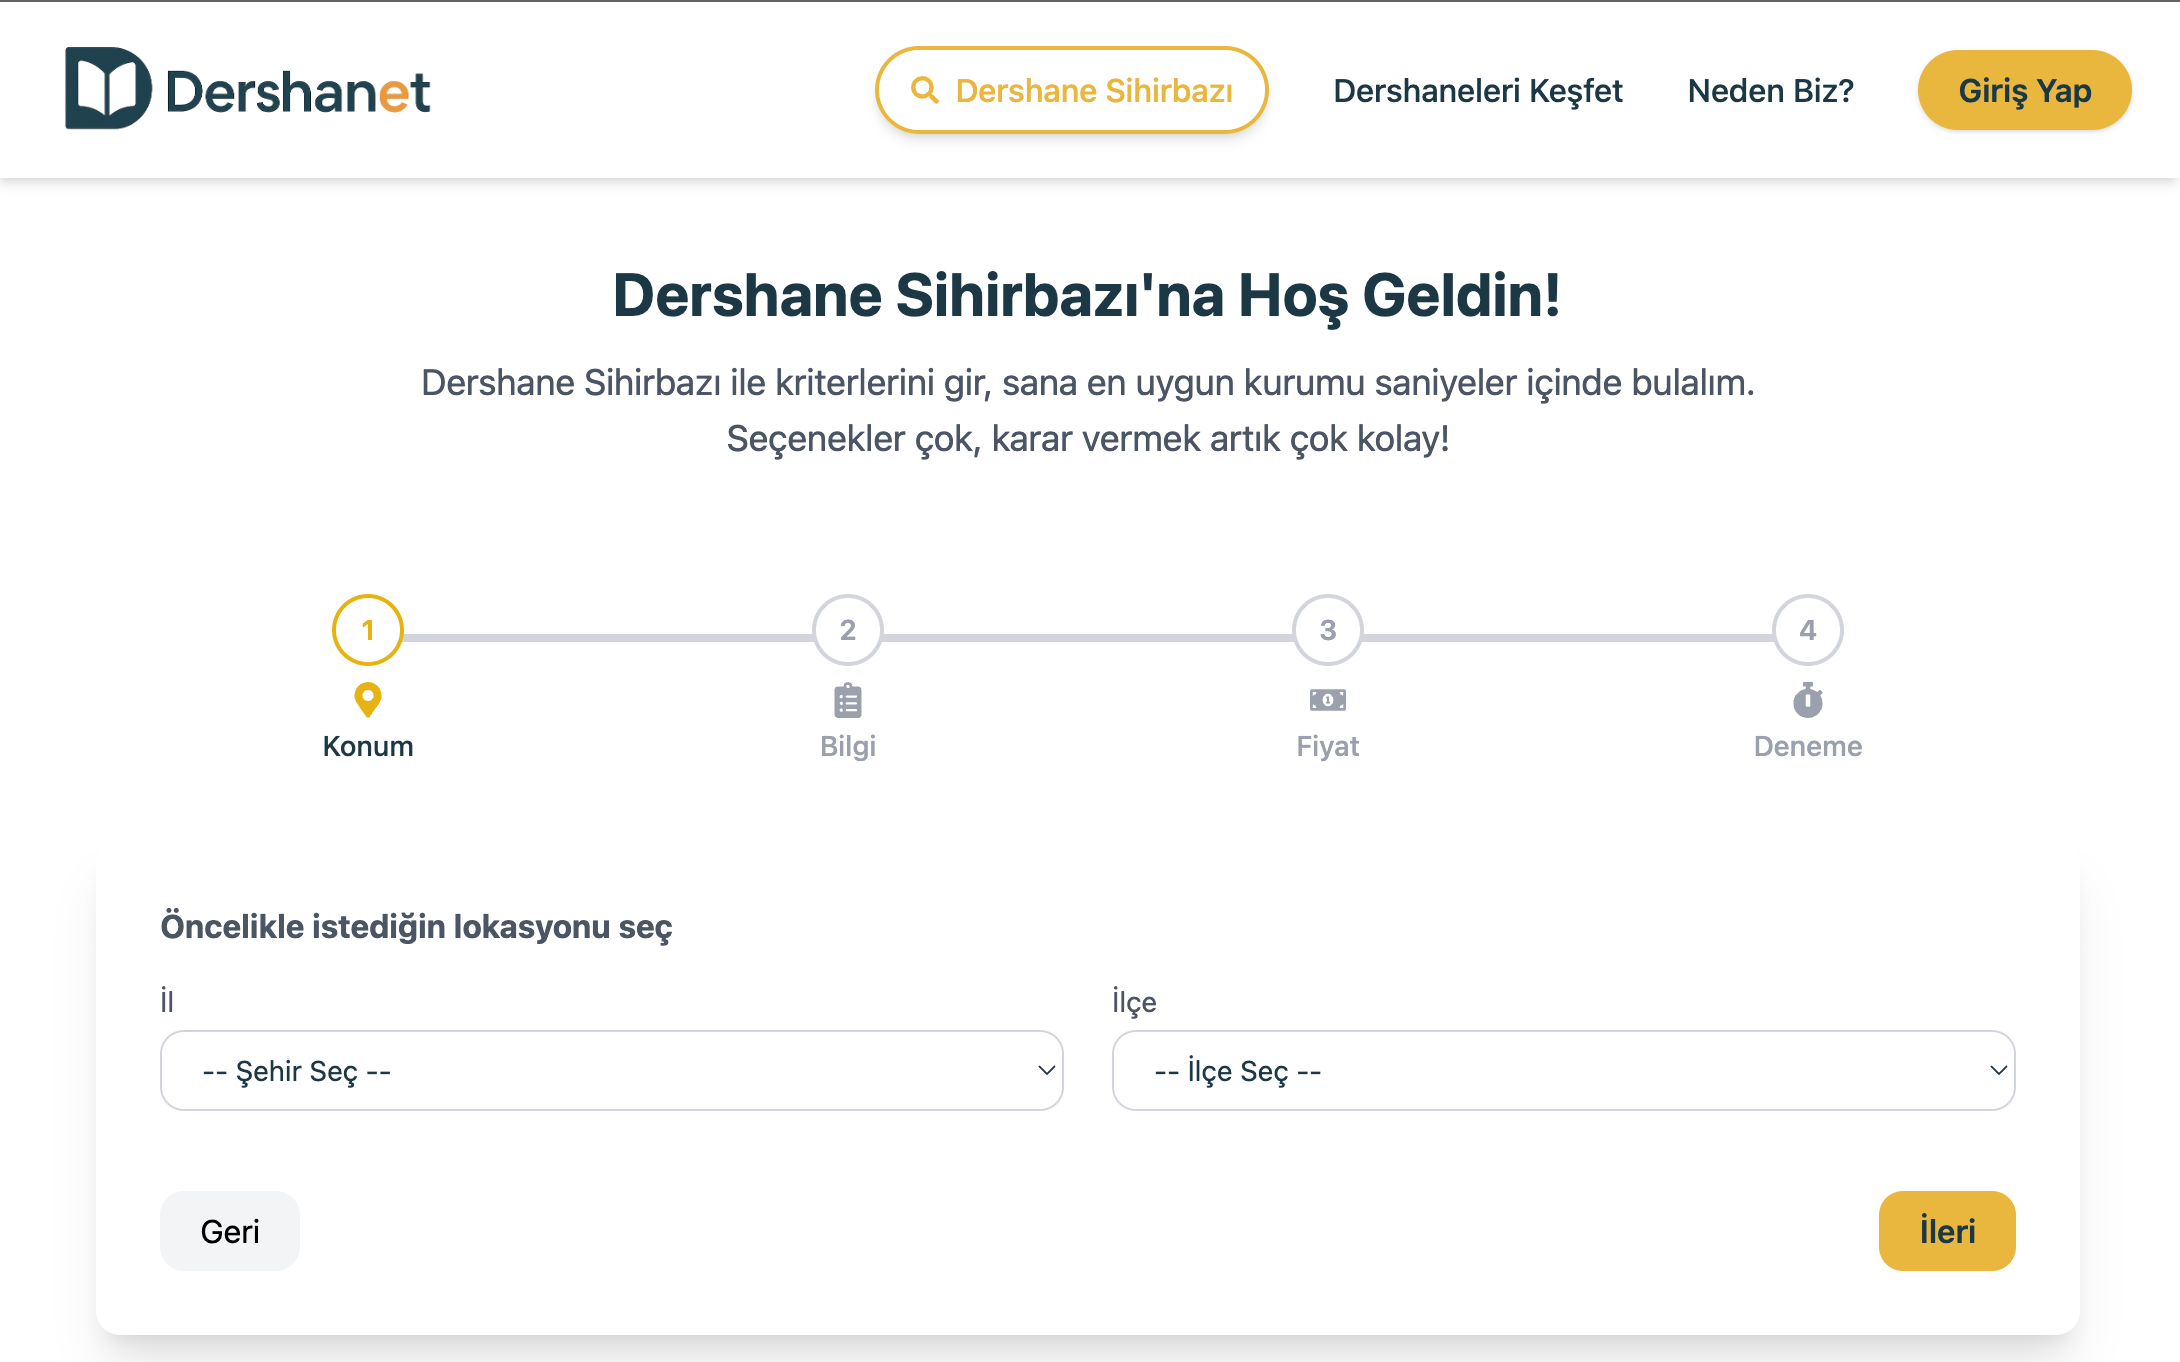 Dershanet
Dershane Sihirbazı
Dershaneleri Keşfet
Neden Biz?
Giriş Yap
Dershane Sihirbazı'na Hoş Geldin!
Dershane Sihirbazı ile kriterlerini gir, sana en uygun kurumu saniyeler içinde bulalım.
Seçenekler çok, karar vermek artık çok kolay!
1
2
3
4
Konum
Bilgi
Fiyat
Deneme
Öncelikle istediğin lokasyonu seç
İl
İlçe
-- Şehir Seç --
-- İlçe Seç --
Geri
İleri